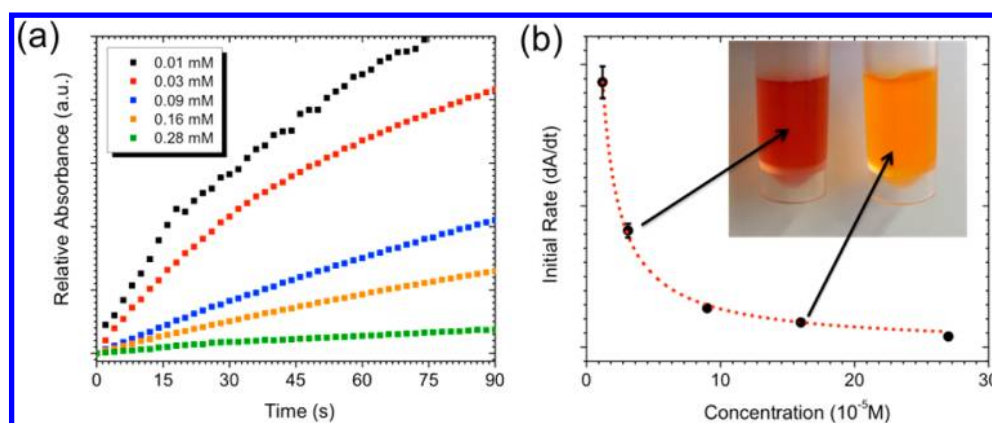 (a)
0.01 mM
0.03 mM
0.09 mM
0.16 mM
0.28 mM
Relative Absorbance (a.u.)
0 15 30 45 60 75 90
Time (s)
(b)
Initial Rate (dA/dt)
0 10 20 30
Concentration (10⁻⁵M)